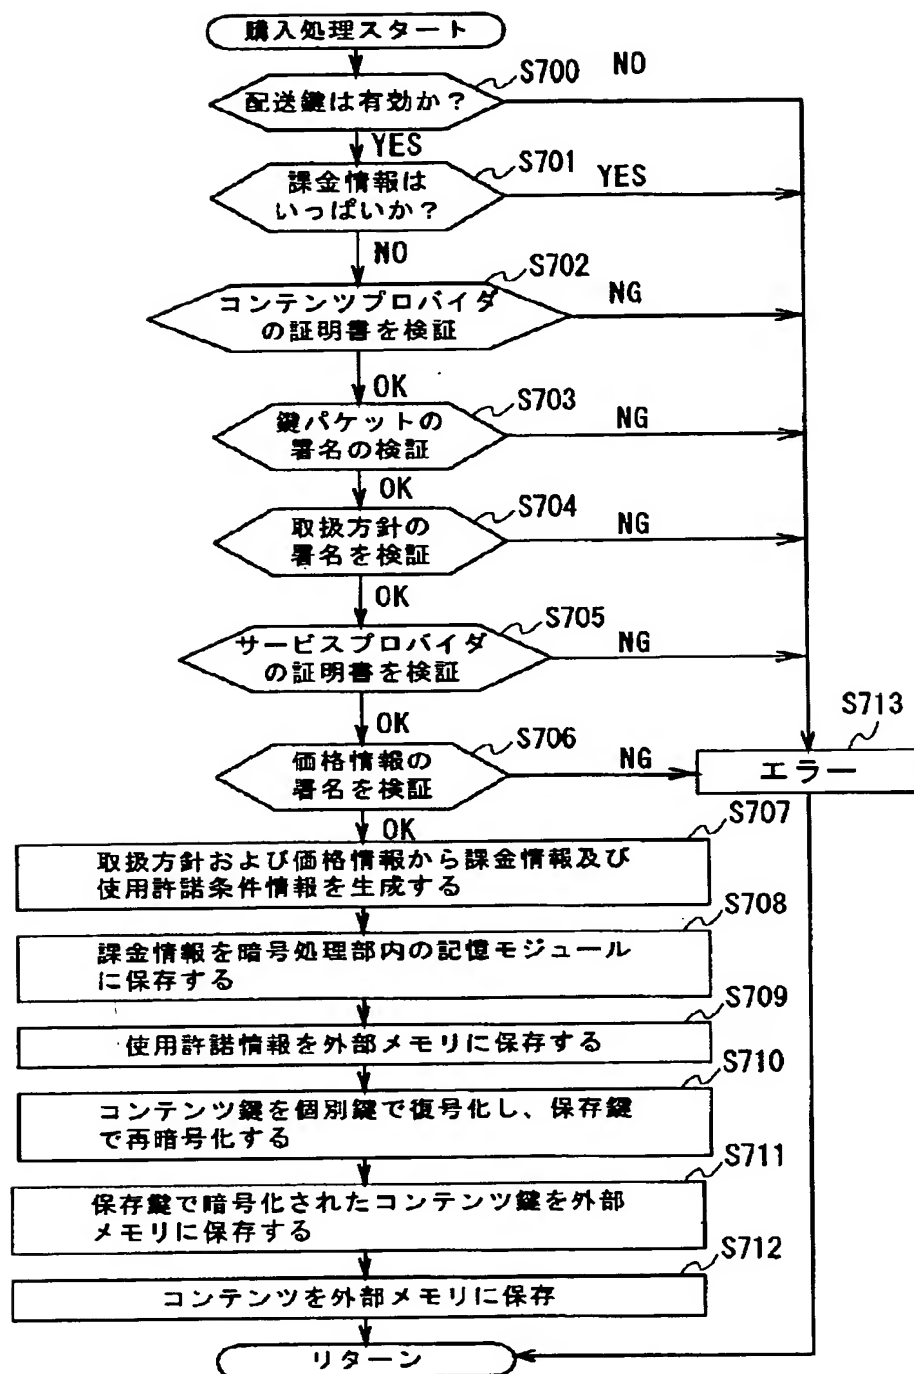 購入処理スタート
S700
NO
配送鍵は有効か？
YES
S701
課金情報は
いっぱいか？
YES
NO
S702
コンテンツプロバイダ
の証明書を検証
NG
OK
S703
鍵パケットの
署名の検証
NG
OK
S704
取扱方針の
署名を検証
NG
OK
S705
サービスプロバイダ
の証明書を検証
NG
OK
S706
価格情報の
署名を検証
NG
S713
エラー
OK
S707
取扱方針および価格情報から課金情報及び
使用許諾条件情報を生成する
S708
課金情報を暗号処理部内の記憶モジュール
に保存する
S709
使用許諾情報を外部メモリに保存する
S710
コンテンツ鍵を個別鍵で復号化し、保存鍵
で再暗号化する
S711
保存鍵で暗号化されたコンテンツ鍵を外部
メモリに保存する
S712
コンテンツを外部メモリに保存
リターン